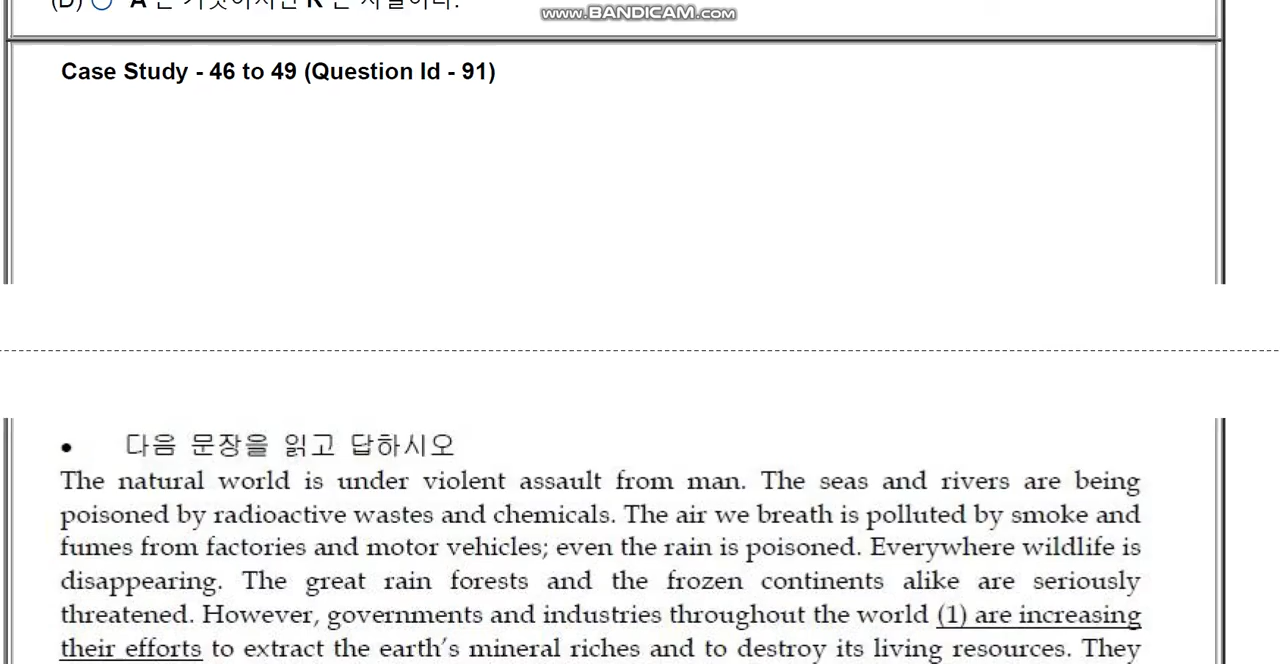 www.BANDICAM.com
Case Study - 46 to 49 (Question Id - 91)
• 다음 문장을 읽고 답하시오
The natural world is under violent assault from man. The seas and rivers are being
poisoned by radioactive wastes and chemicals. The air we breath is polluted by smoke and
fumes from factories and motor vehicles; even the rain is poisoned. Everywhere wildlife is
disappearing. The great rain forests and the frozen continents alike are seriously
threatened. However, governments and industries throughout the world (1) are increasing
their efforts to extract the earth's mineral riches and to destroy its living resources. They